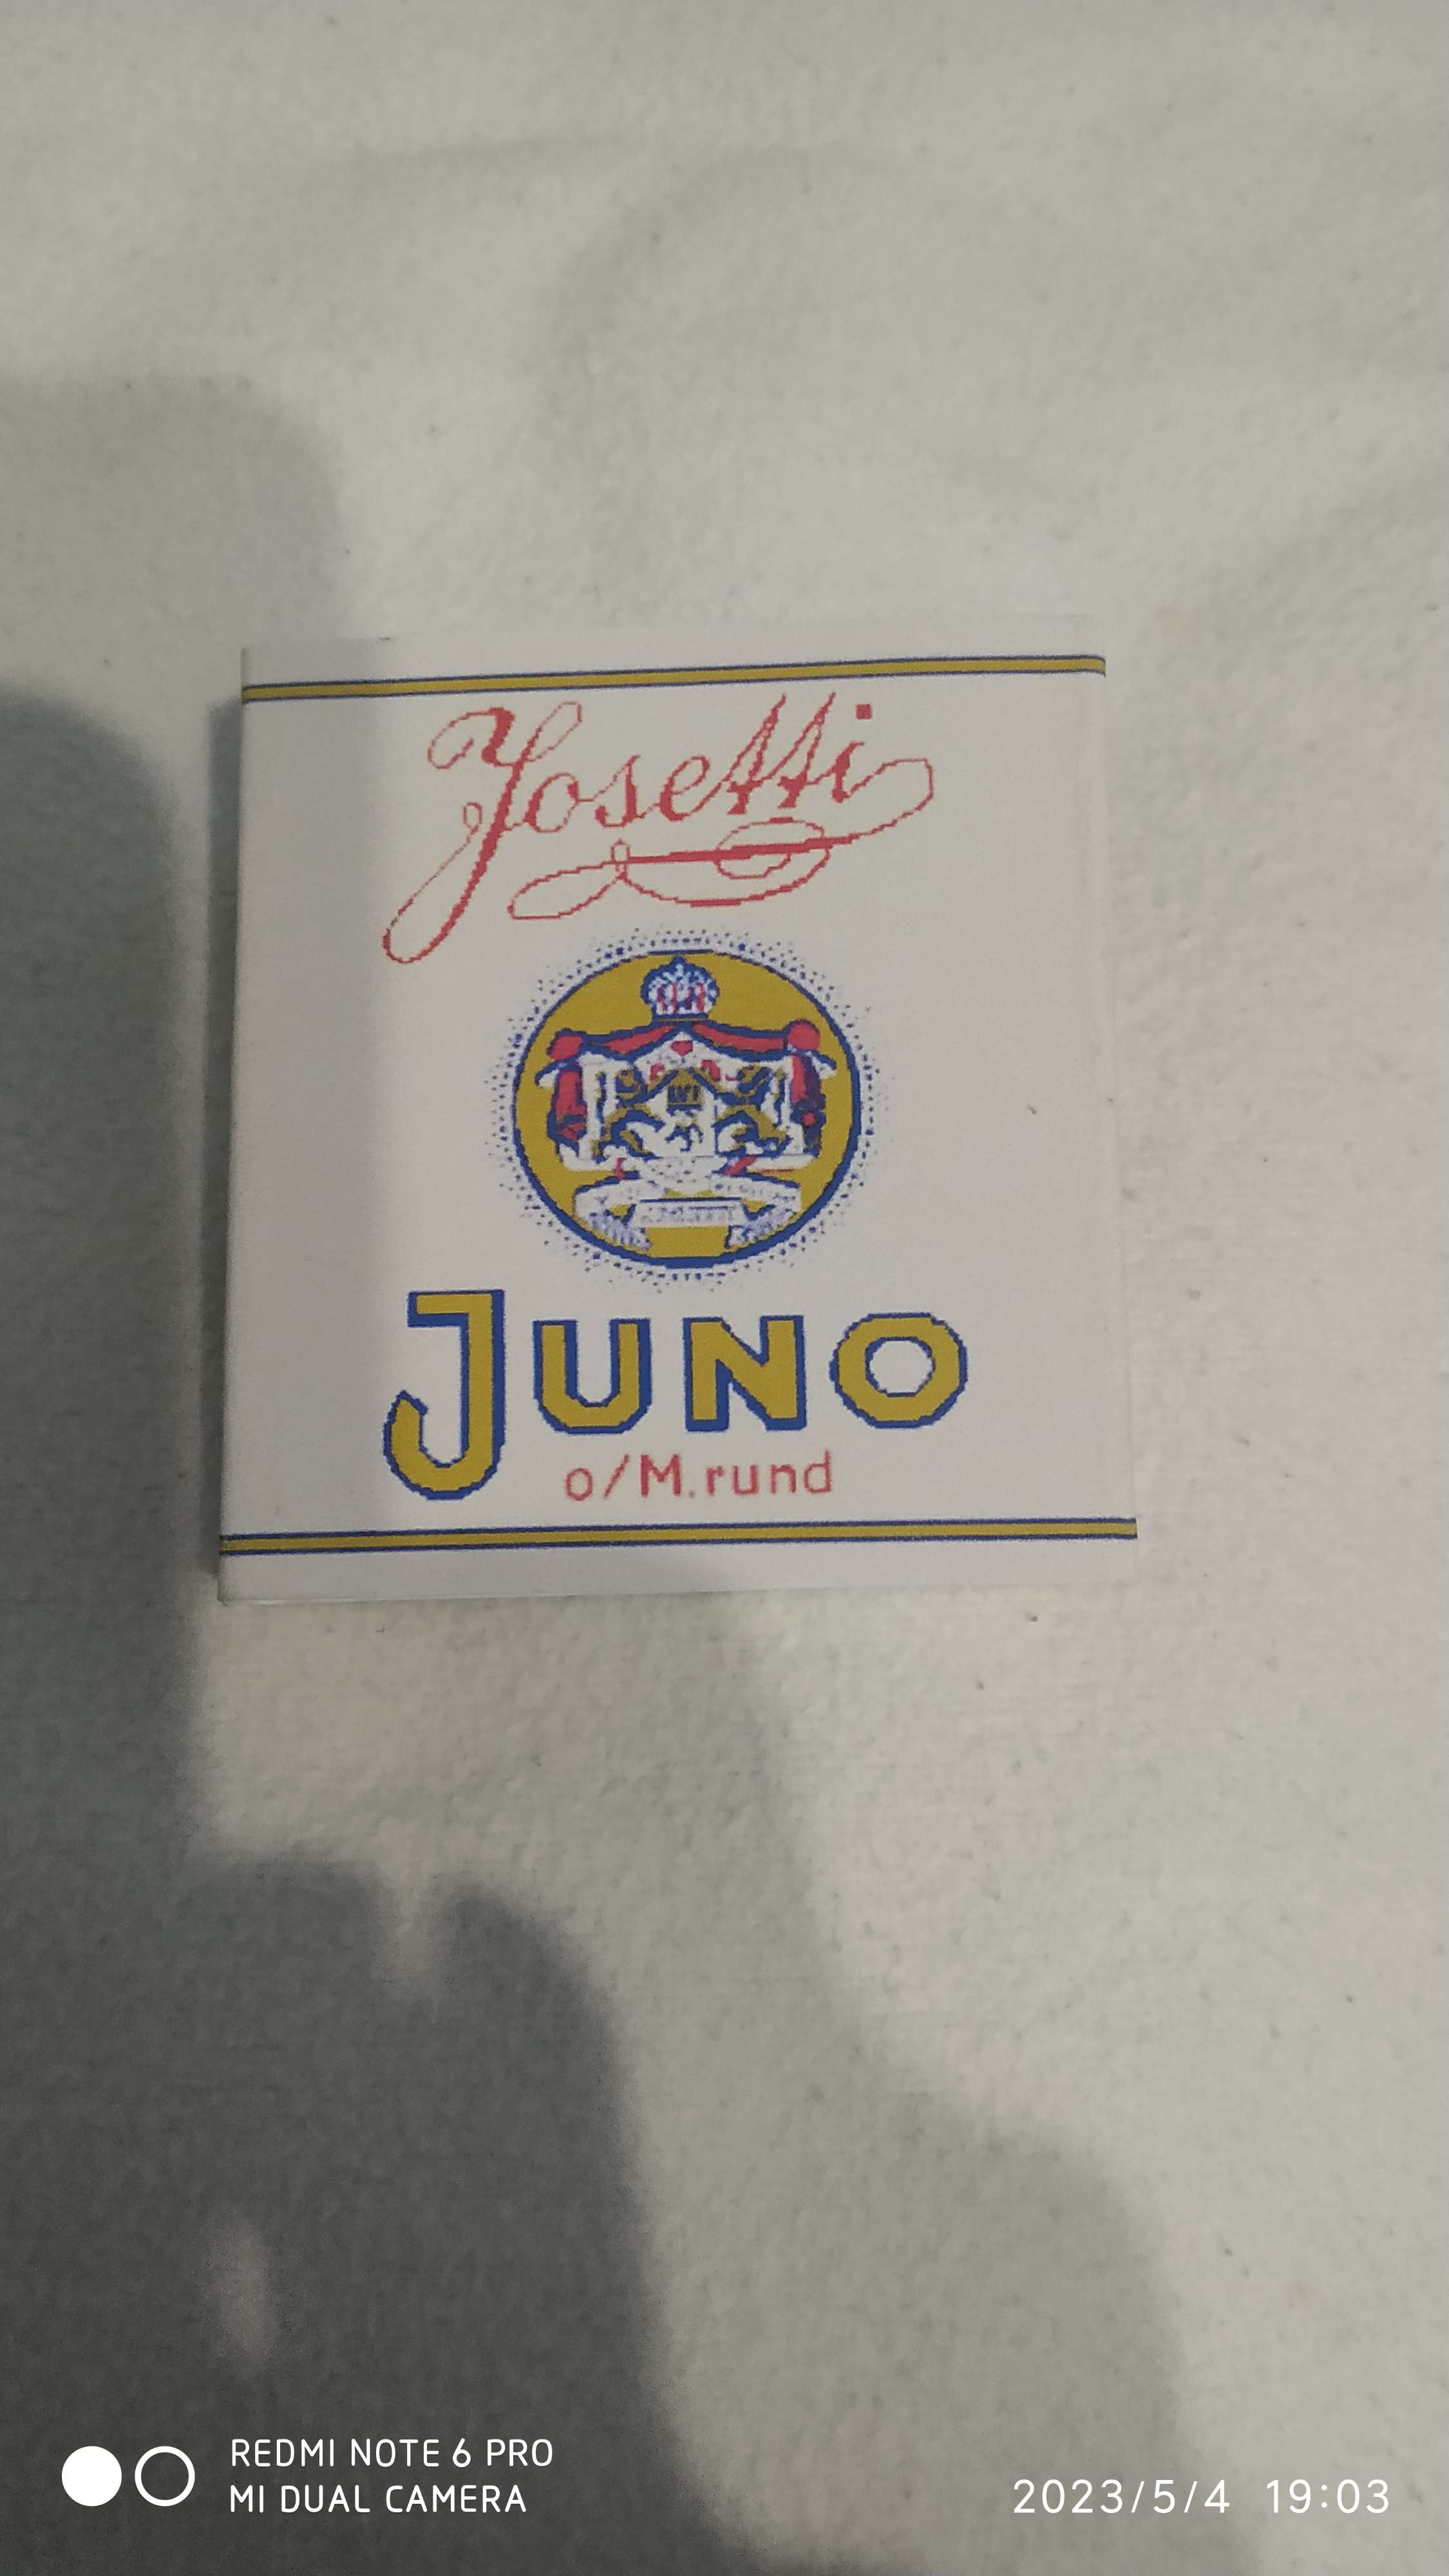 Josetti
JUNO
o/M.rund
REDMI NOTE 6 PRO
MI DUAL CAMERA
2023/5/4 19:03